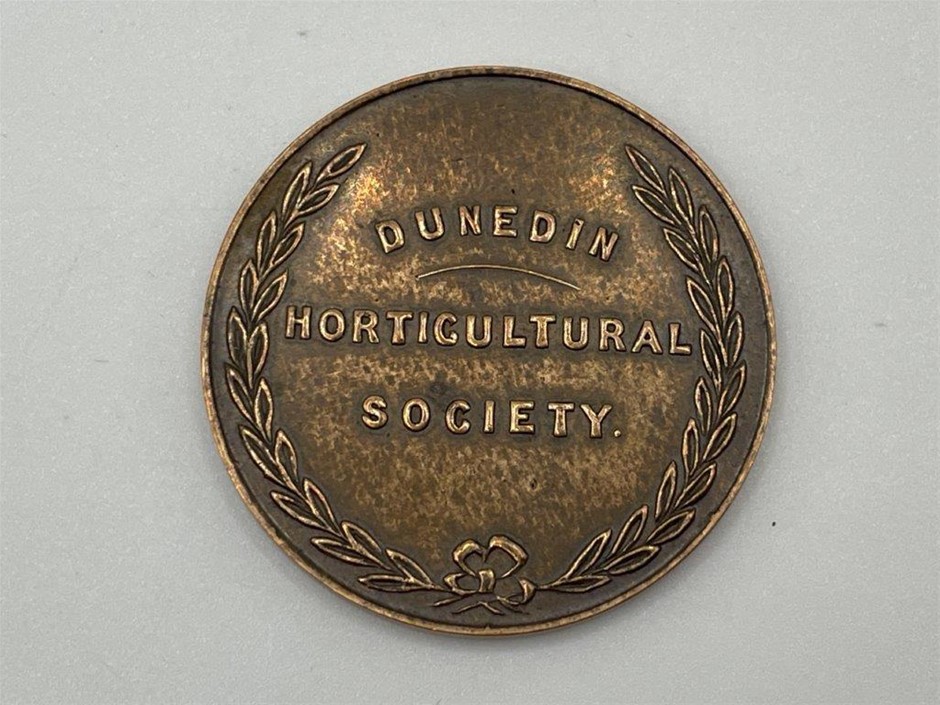 DUNEDIN
HORTICULTURAL
SOCIETY.